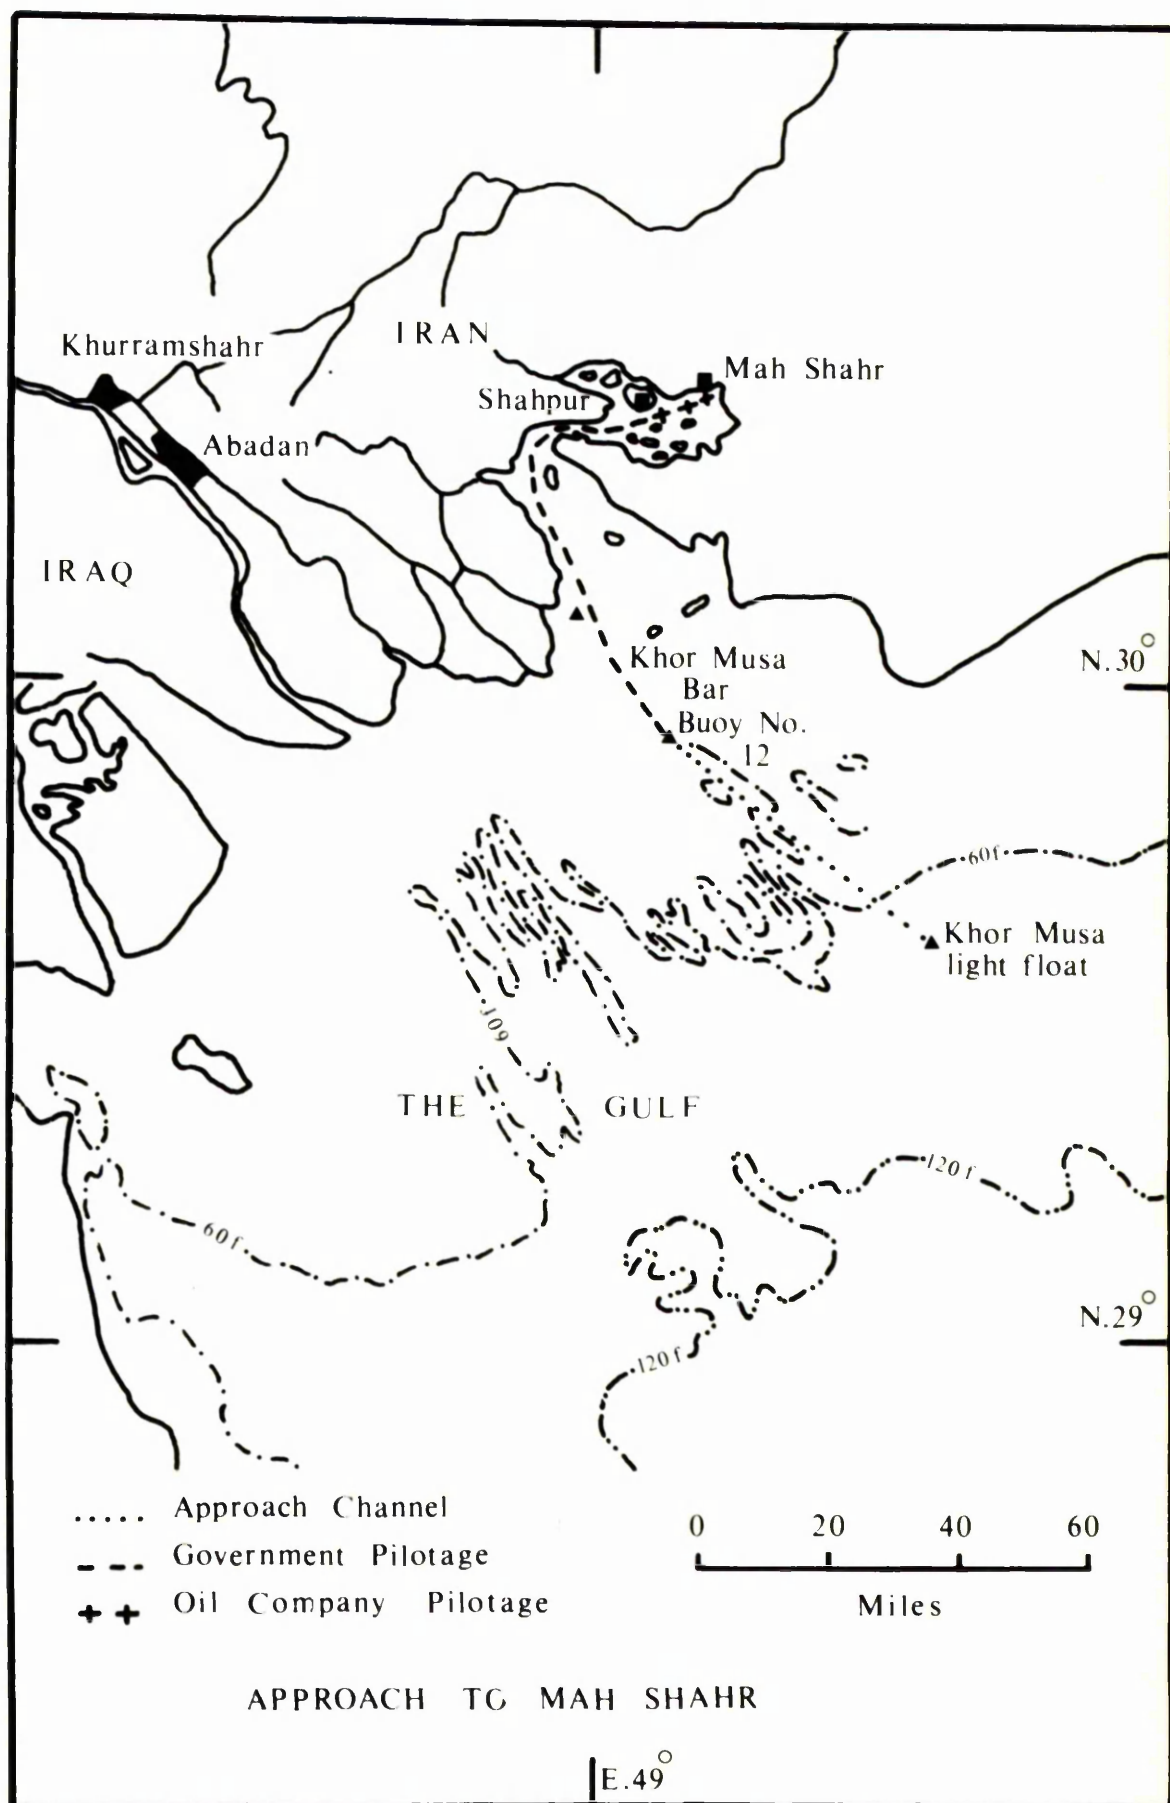 Khurramshahr
IRAN
Mah Shahr
Shahpur
Abadan
IRAQ
N.30°
Khor Musa
Bar
Buoy No.
12
60f
Khor Musa
light float
60f
THE GULF
120f
60f
N.29°
120f
..... Approach Channel
Government Pilotage
++ Oil Company Pilotage
0 20 40 60
Miles
APPROACH TO MAH SHAHR
E.49°